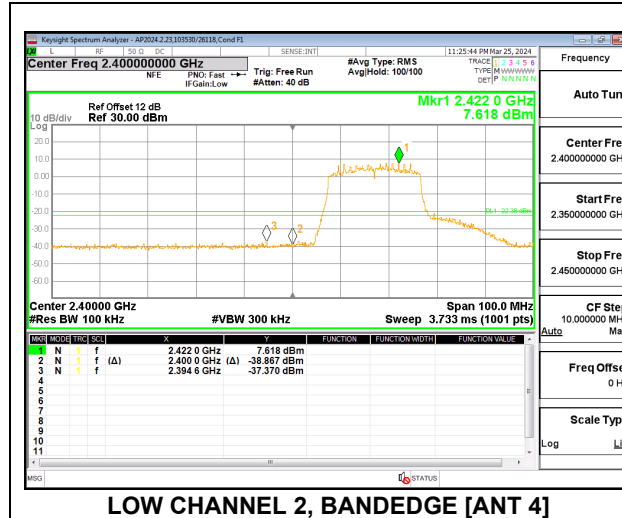 Keysight Spectrum Analyzer - AP2024.2.23,103530/26118,Cond F1
L RF 50 Ω DC SENSE:INT 11:25:44 PM Mar 25, 2024
Center Freq 2.400000000 GHz
NFE PNO: Fast IFGain:Low Trig: Free Run #Atten: 40 dB
#Avg Type: RMS Avg|Hold: 100/100
TRACE 1 2 3 4 5 6
TYPE M WWWWW
DET P NNNNN
Frequency
Auto Tun
Ref Offset 12 dB
10 dB/div Ref 30.00 dBm
Log
Mkr1 2.422 0 GHz
7.618 dBm
20.0
10.0
0.00
-10.0
-20.0
-30.0
-40.0
-50.0
-60.0
1
2
3
Center Fre
2.400000000 GH
Start Fre
2.350000000 GH
Stop Fre
2.450000000 GH
Center 2.40000 GHz Span 100.0 MHz
#Res BW 100 kHz #VBW 300 kHz Sweep 3.733 ms (1001 pts)
CF Ste
10.000000 MH
Auto Ma
Freq Offse
0 H
Scale Typ
Log Li
MKR MODE TRC SCL X Y FUNCTION FUNCTION WIDTH FUNCTION VALUE
1 N 1 f 2.422 0 GHz 7.618 dBm
2 N 1 f (Δ) 2.400 0 GHz (Δ) -38.867 dBm
3 N 1 f 2.394 6 GHz -37.370 dBm
4
5
6
7
8
9
10
11
MSG STATUS
LOW CHANNEL 2, BANDEDGE [ANT 4]